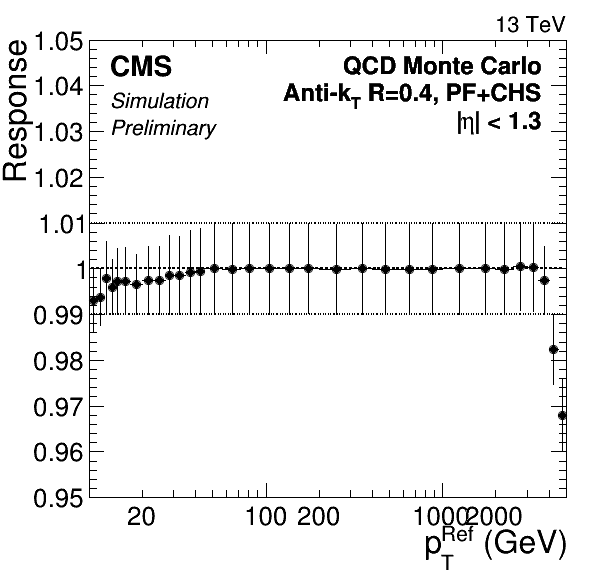 13 TeV
Response
1.05
1.04
1.03
1.02
1.01
1
0.99
0.98
0.97
0.96
0.95
CMS
Simulation
Preliminary
QCD Monte Carlo
Anti-kT R=0.4, PF+CHS
|η| < 1.3
20 100 200 1000 2000
pTRef (GeV)